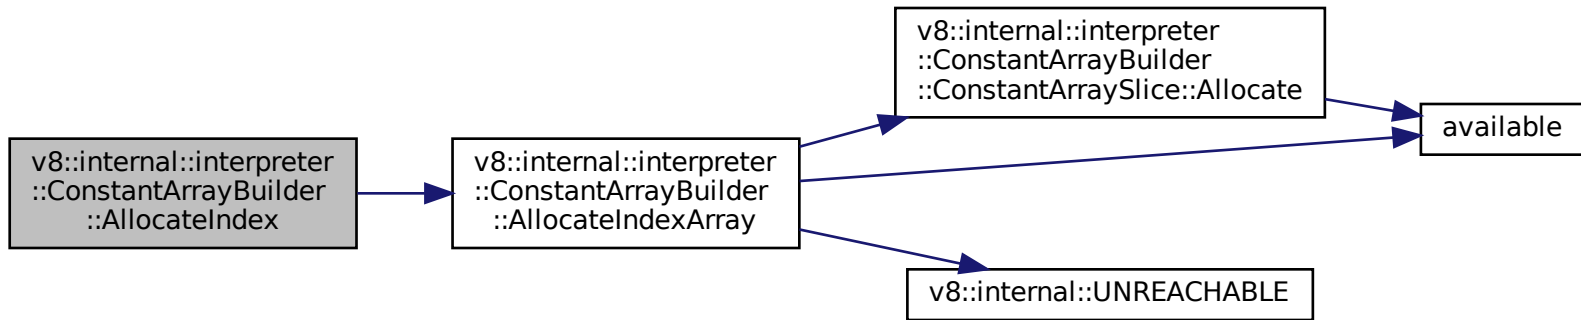 v8::internal::interpreter
::ConstantArrayBuilder
::AllocateIndex
v8::internal::interpreter
::ConstantArrayBuilder
::AllocateIndexArray
v8::internal::interpreter
::ConstantArrayBuilder
::ConstantArraySlice::Allocate
available
v8::internal::UNREACHABLE